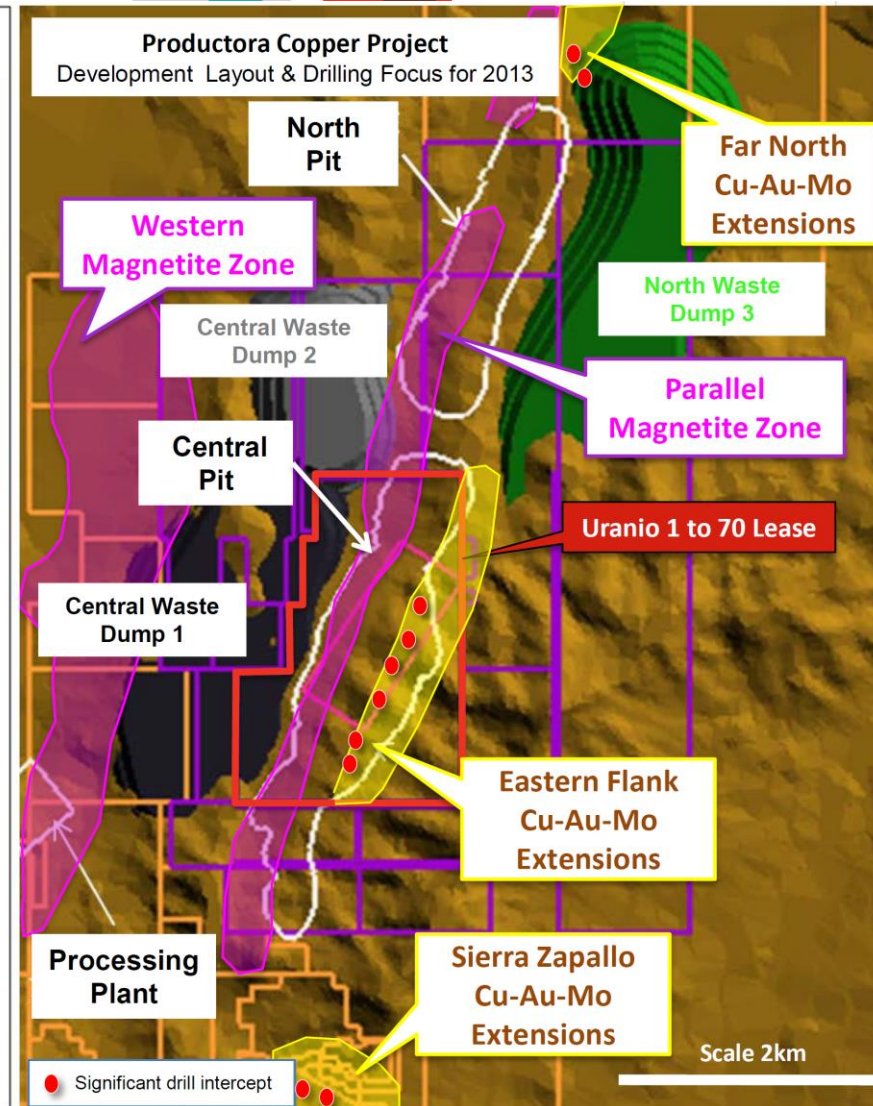 Productora Copper Project
Development Layout & Drilling Focus for 2013
North
Pit
Far North
Cu-Au-Mo
Extensions
Western
Magnetite Zone
Central Waste
Dump 2
North Waste
Dump 3
Parallel
Magnetite Zone
Central
Pit
Uranio 1 to 70 Lease
Central Waste
Dump 1
Eastern Flank
Cu-Au-Mo
Extensions
Processing
Plant
Sierra Zapallo
Cu-Au-Mo
Extensions
Scale 2km
Significant drill intercept